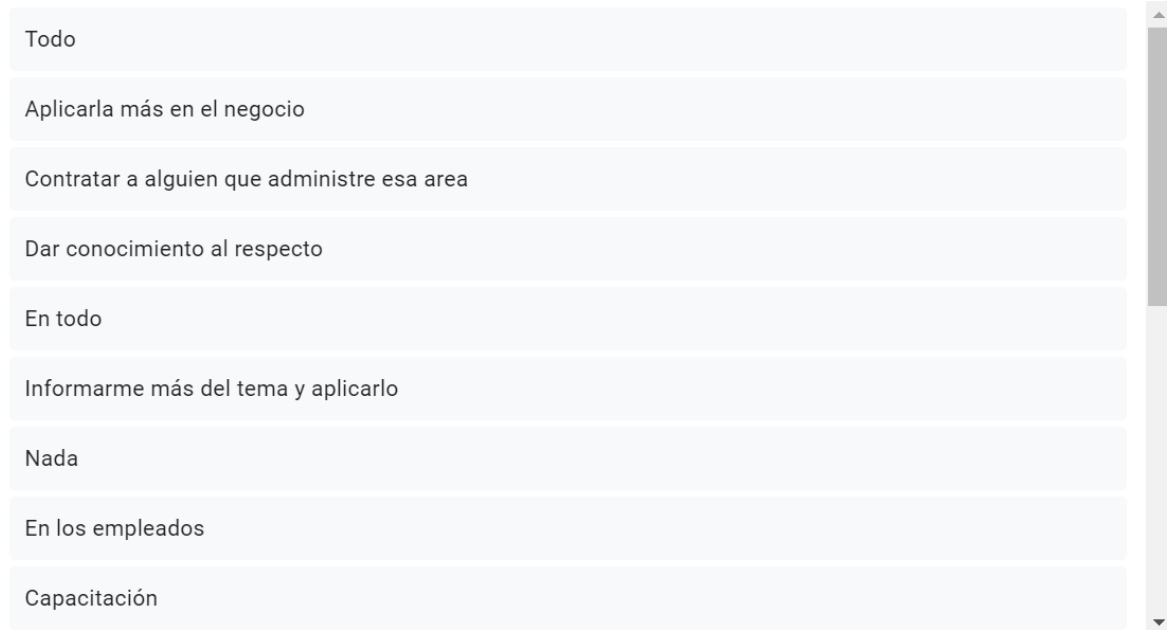 Todo
Aplicarla más en el negocio
Contratar a alguien que administre esa area
Dar conocimiento al respecto
En todo
Informarme más del tema y aplicarlo
Nada
En los empleados
Capacitación